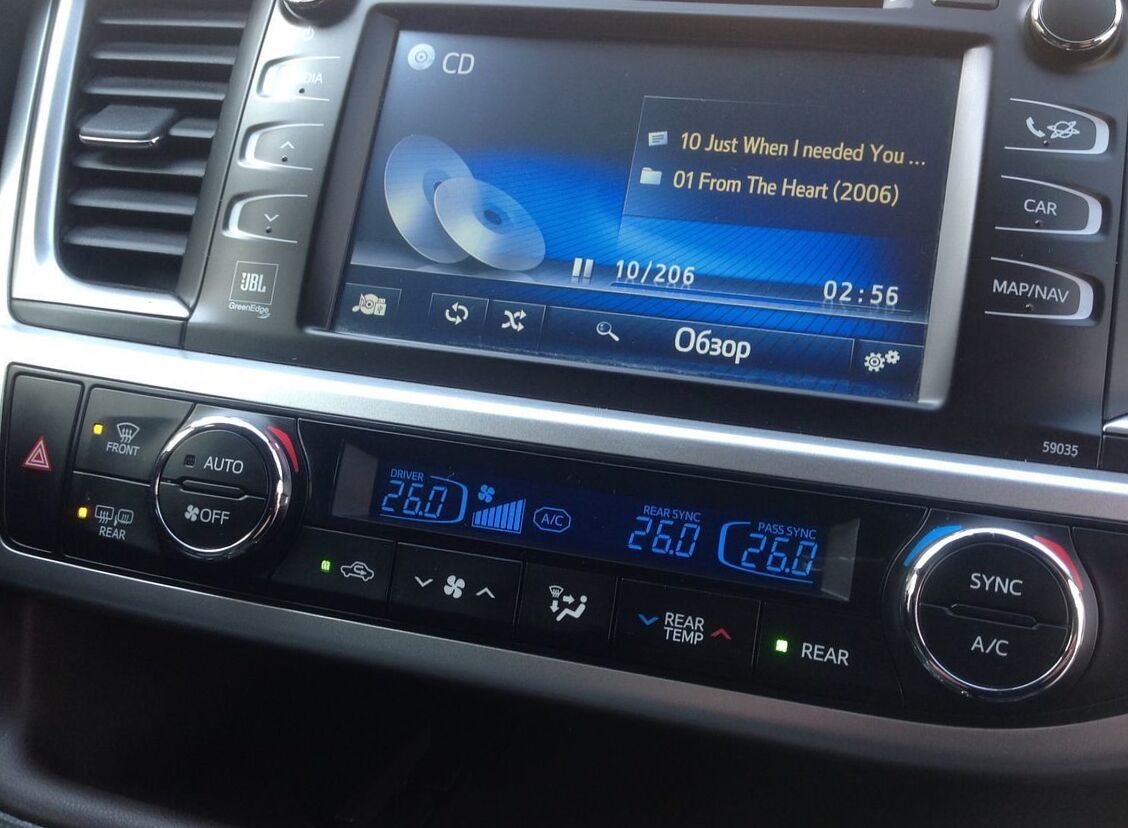 CD
10 Just When I needed You ...
01 From The Heart (2006)
10/206
02:56
Обзор
JBL
GreenEdge
CAR
MAP/NAV
59035
FRONT
REAR
AUTO
OFF
DRIVER
26.0
A/C
REAR SYNC
26.0
PASS SYNC
26.0
REAR
TEMP
REAR
SYNC
A/C